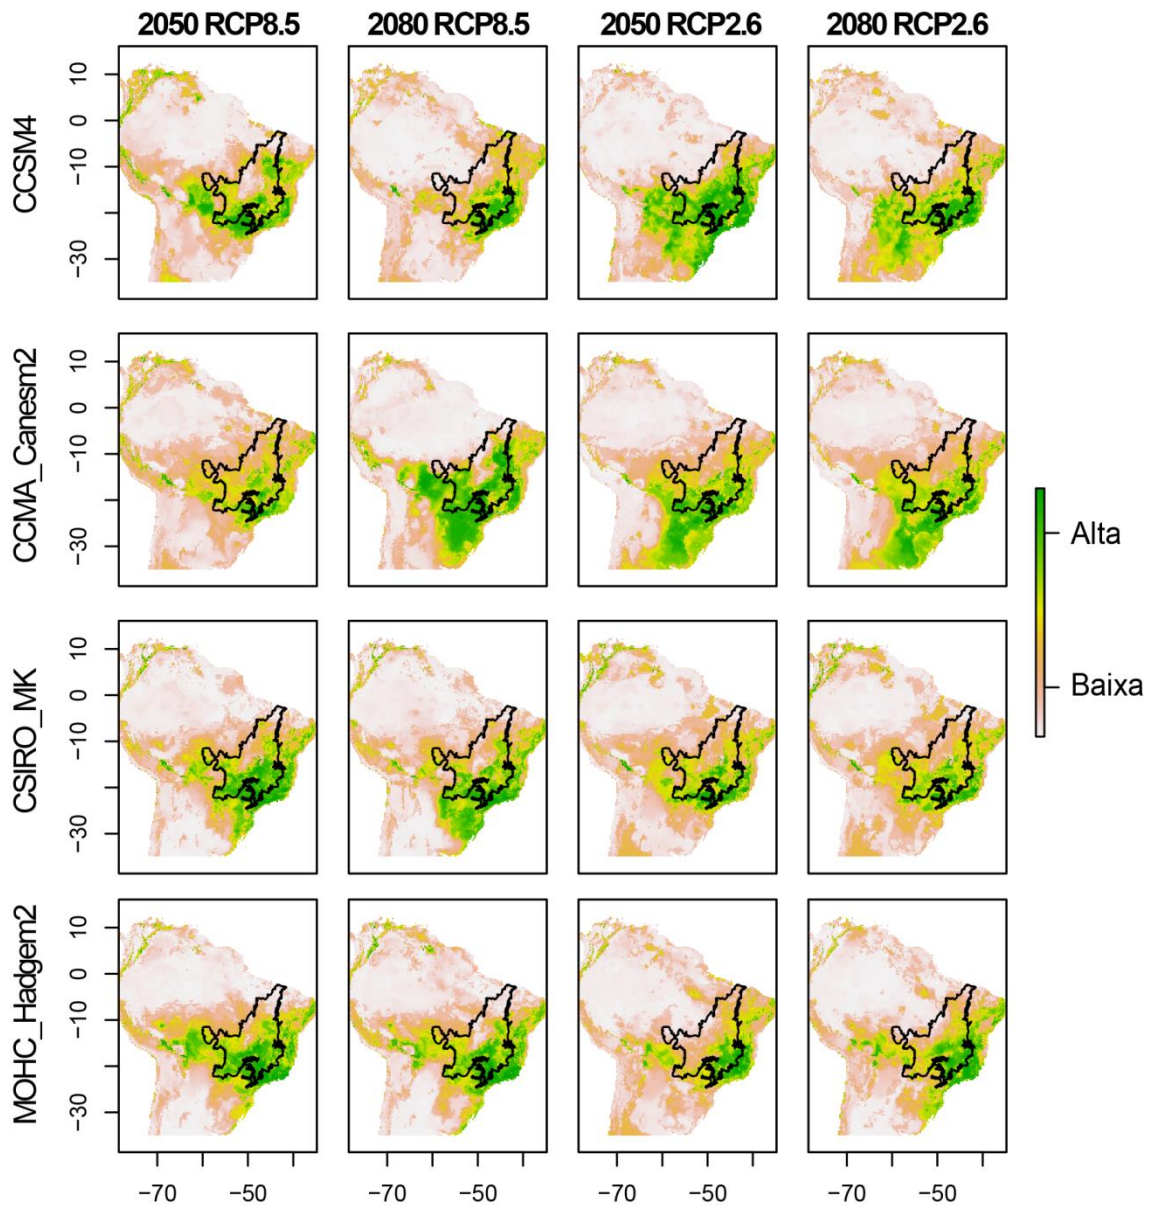 2050 RCP8.5 2080 RCP8.5 2050 RCP2.6 2080 RCP2.6
CCSM4
10
0
−10
−30
CCMA_Canesm2
10
0
−10
−30
Alta
Baixa
CSIRO_MK
10
0
−10
−30
MOHC_Hadgem2
10
0
−10
−30
−70 −50 −70 −50 −70 −50 −70 −50